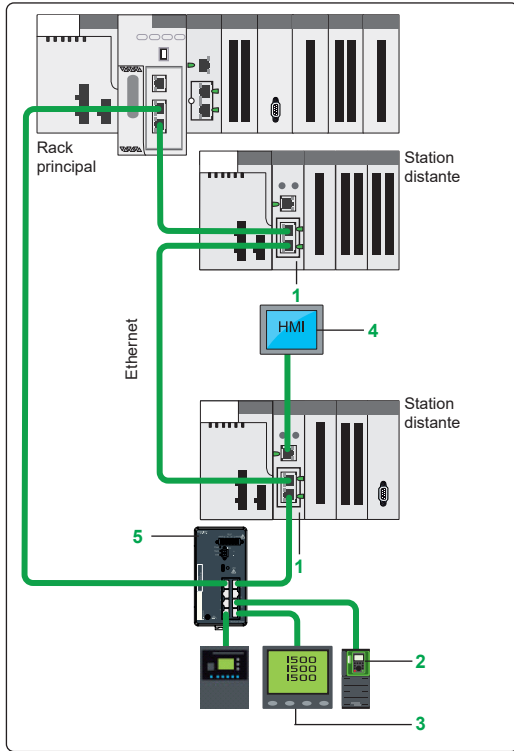 Rack
principal
Station
distante
1
HMI
4
Ethernet
Station
distante
1
5
1500
1500
1500
2
3